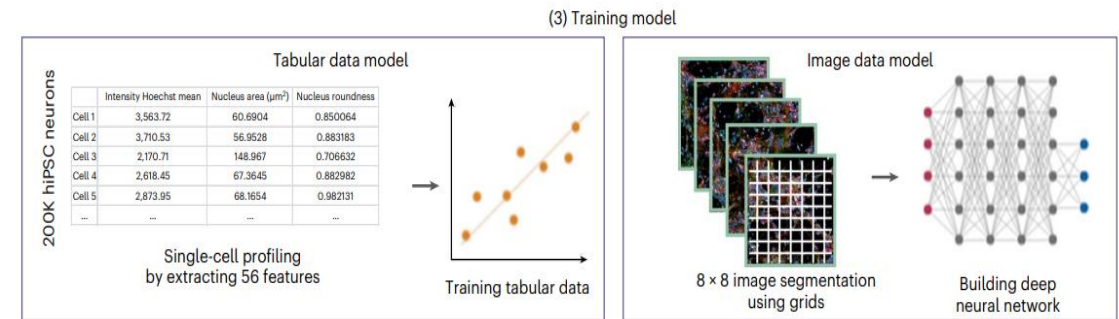 (3) Training model
Tabular data model
200K hiPSC neurons
Intensity Hoechst mean Nucleus area (µm²) Nucleus roundness
Cell 1 3,563.72 60.6904 0.850064
Cell 2 3,710.53 56.9528 0.883183
Cell 3 2,170.71 148.967 0.706632
Cell 4 2,618.45 67.3645 0.882982
Cell 5 2,873.95 68.1654 0.982131
... ... ... ...
Single-cell profiling
by extracting 56 features
Training tabular data
Image data model
8 × 8 image segmentation
using grids
Building deep
neural network